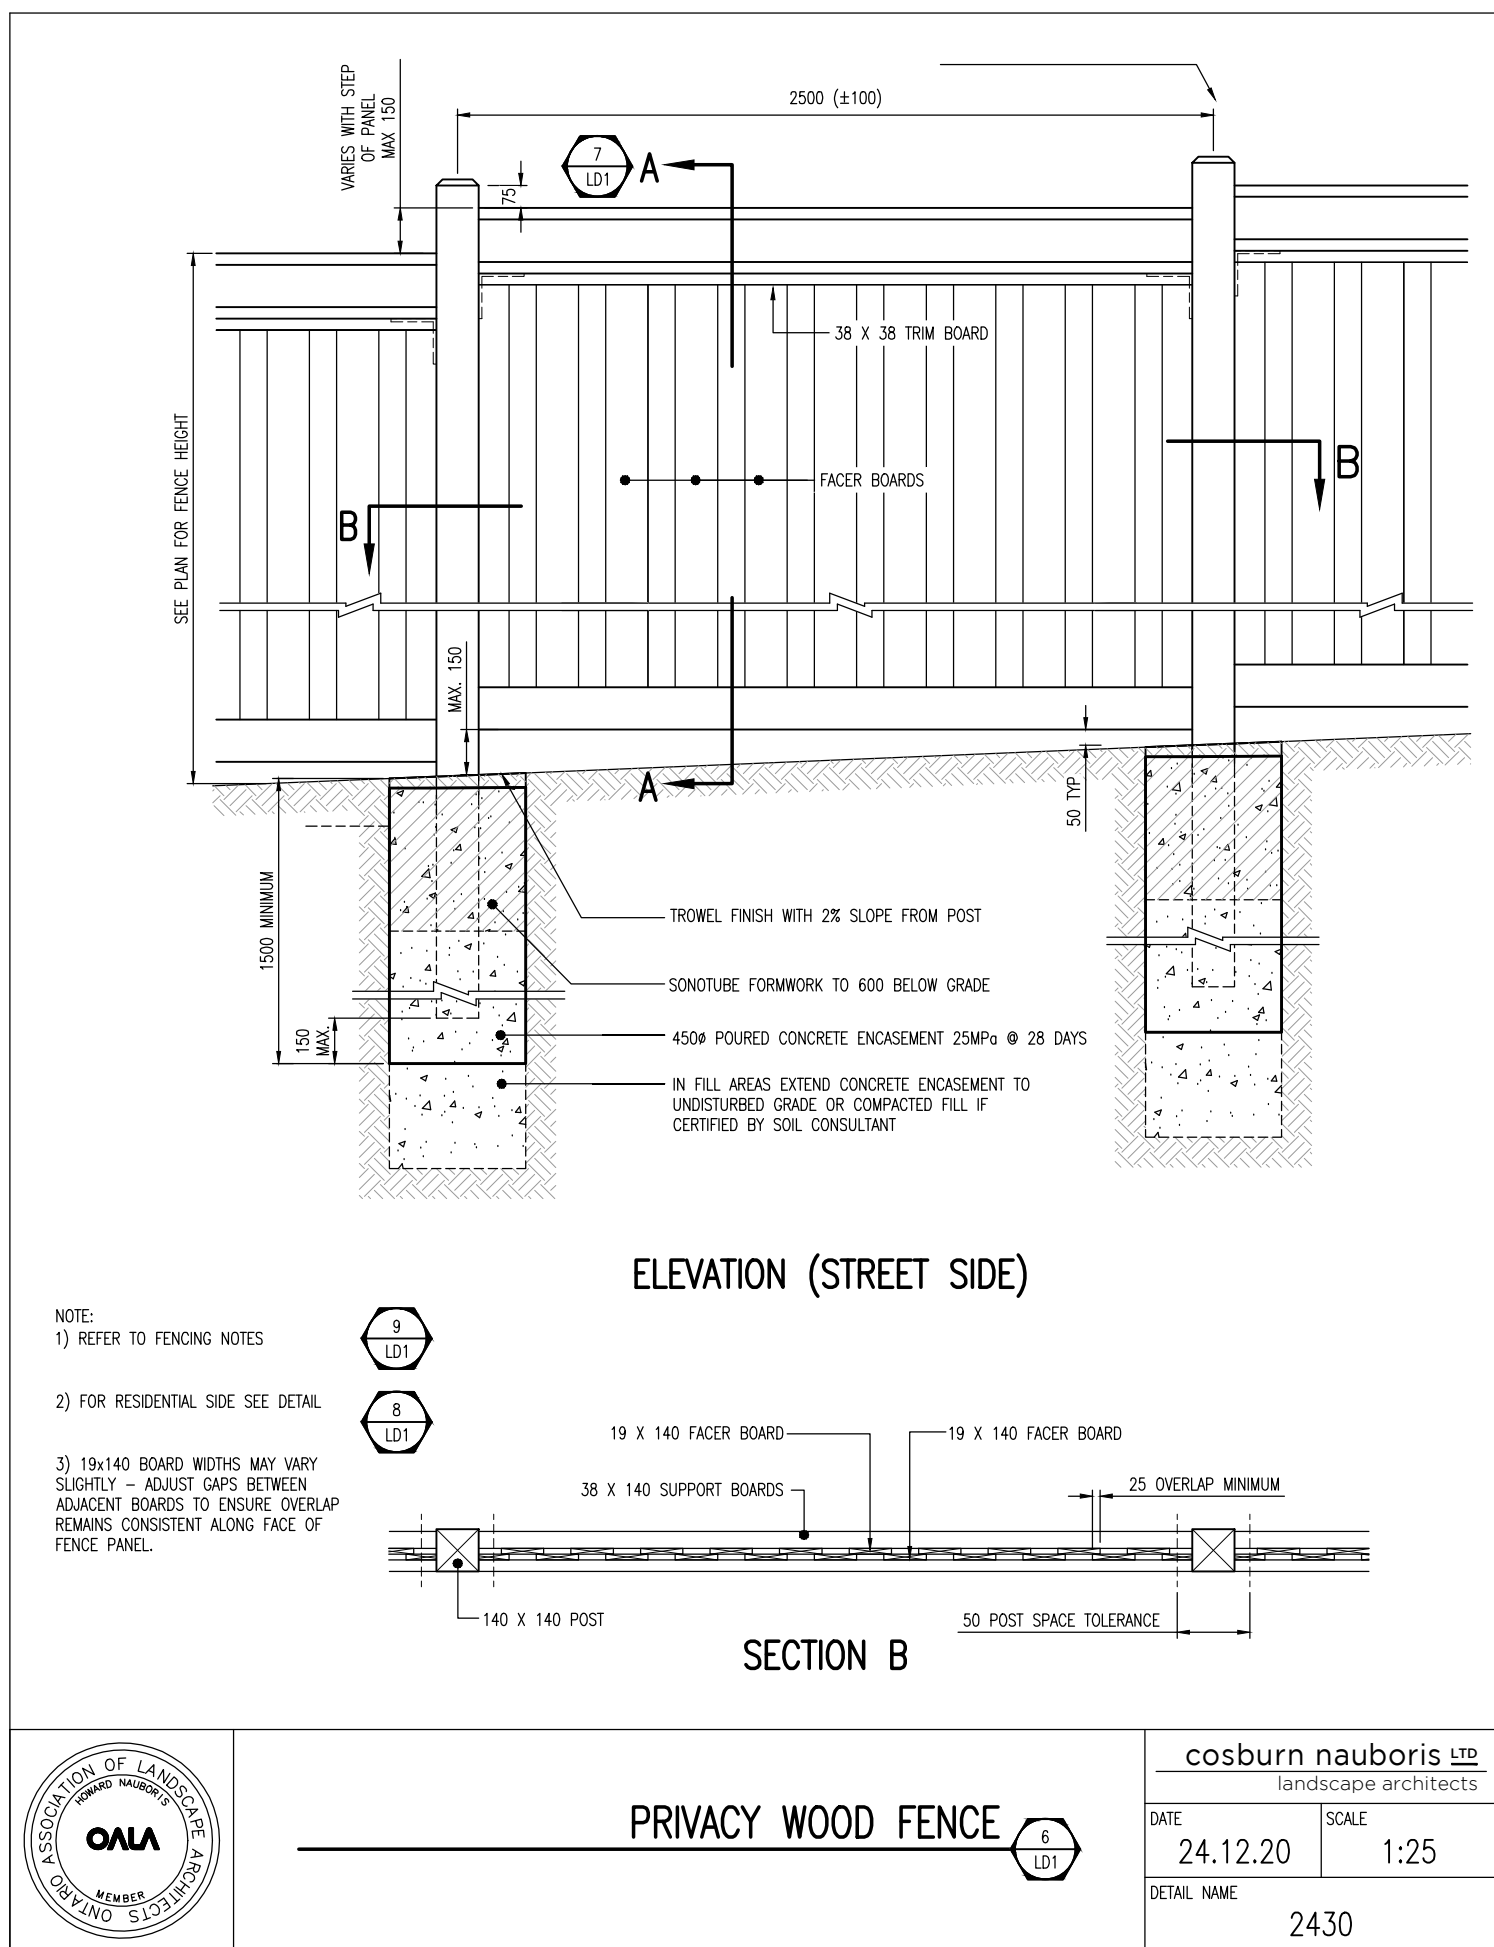 VARIES WITH STEP
OF PANEL
MAX 150
2500 (±100)
7
LD1
A
75
38 X 38 TRIM BOARD
SEE PLAN FOR FENCE HEIGHT
FACER BOARDS
B
B
MAX. 150
A
50 TYP
1500 MINIMUM
150
MAX.
TROWEL FINISH WITH 2% SLOPE FROM POST
SONOTUBE FORMWORK TO 600 BELOW GRADE
450ø POURED CONCRETE ENCASEMENT 25MPa @ 28 DAYS
IN FILL AREAS EXTEND CONCRETE ENCASEMENT TO
UNDISTURBED GRADE OR COMPACTED FILL IF
CERTIFIED BY SOIL CONSULTANT
ELEVATION (STREET SIDE)
NOTE:
1) REFER TO FENCING NOTES
9
LD1
2) FOR RESIDENTIAL SIDE SEE DETAIL
8
LD1
3) 19x140 BOARD WIDTHS MAY VARY
SLIGHTLY – ADJUST GAPS BETWEEN
ADJACENT BOARDS TO ENSURE OVERLAP
REMAINS CONSISTENT ALONG FACE OF
FENCE PANEL.
19 X 140 FACER BOARD
19 X 140 FACER BOARD
38 X 140 SUPPORT BOARDS
25 OVERLAP MINIMUM
140 X 140 POST
50 POST SPACE TOLERANCE
SECTION B
ONTARIO ASSOCIATION OF LANDSCAPE ARCHITECTS
HOWARD NAUBORIS
OALA
MEMBER
PRIVACY WOOD FENCE
6
LD1
cosburn nauboris LTD
landscape architects
DATE
24.12.20
SCALE
1:25
DETAIL NAME
2430